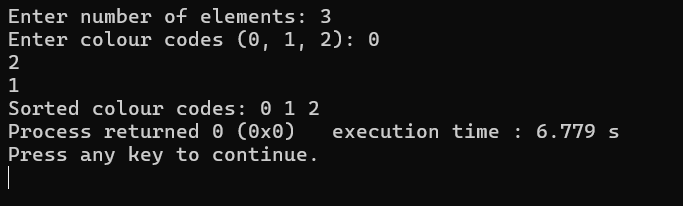 Enter number of elements: 3
Enter colour codes (0, 1, 2): 0
2
1
Sorted colour codes: 0 1 2
Process returned 0 (0x0)   execution time : 6.779 s
Press any key to continue.